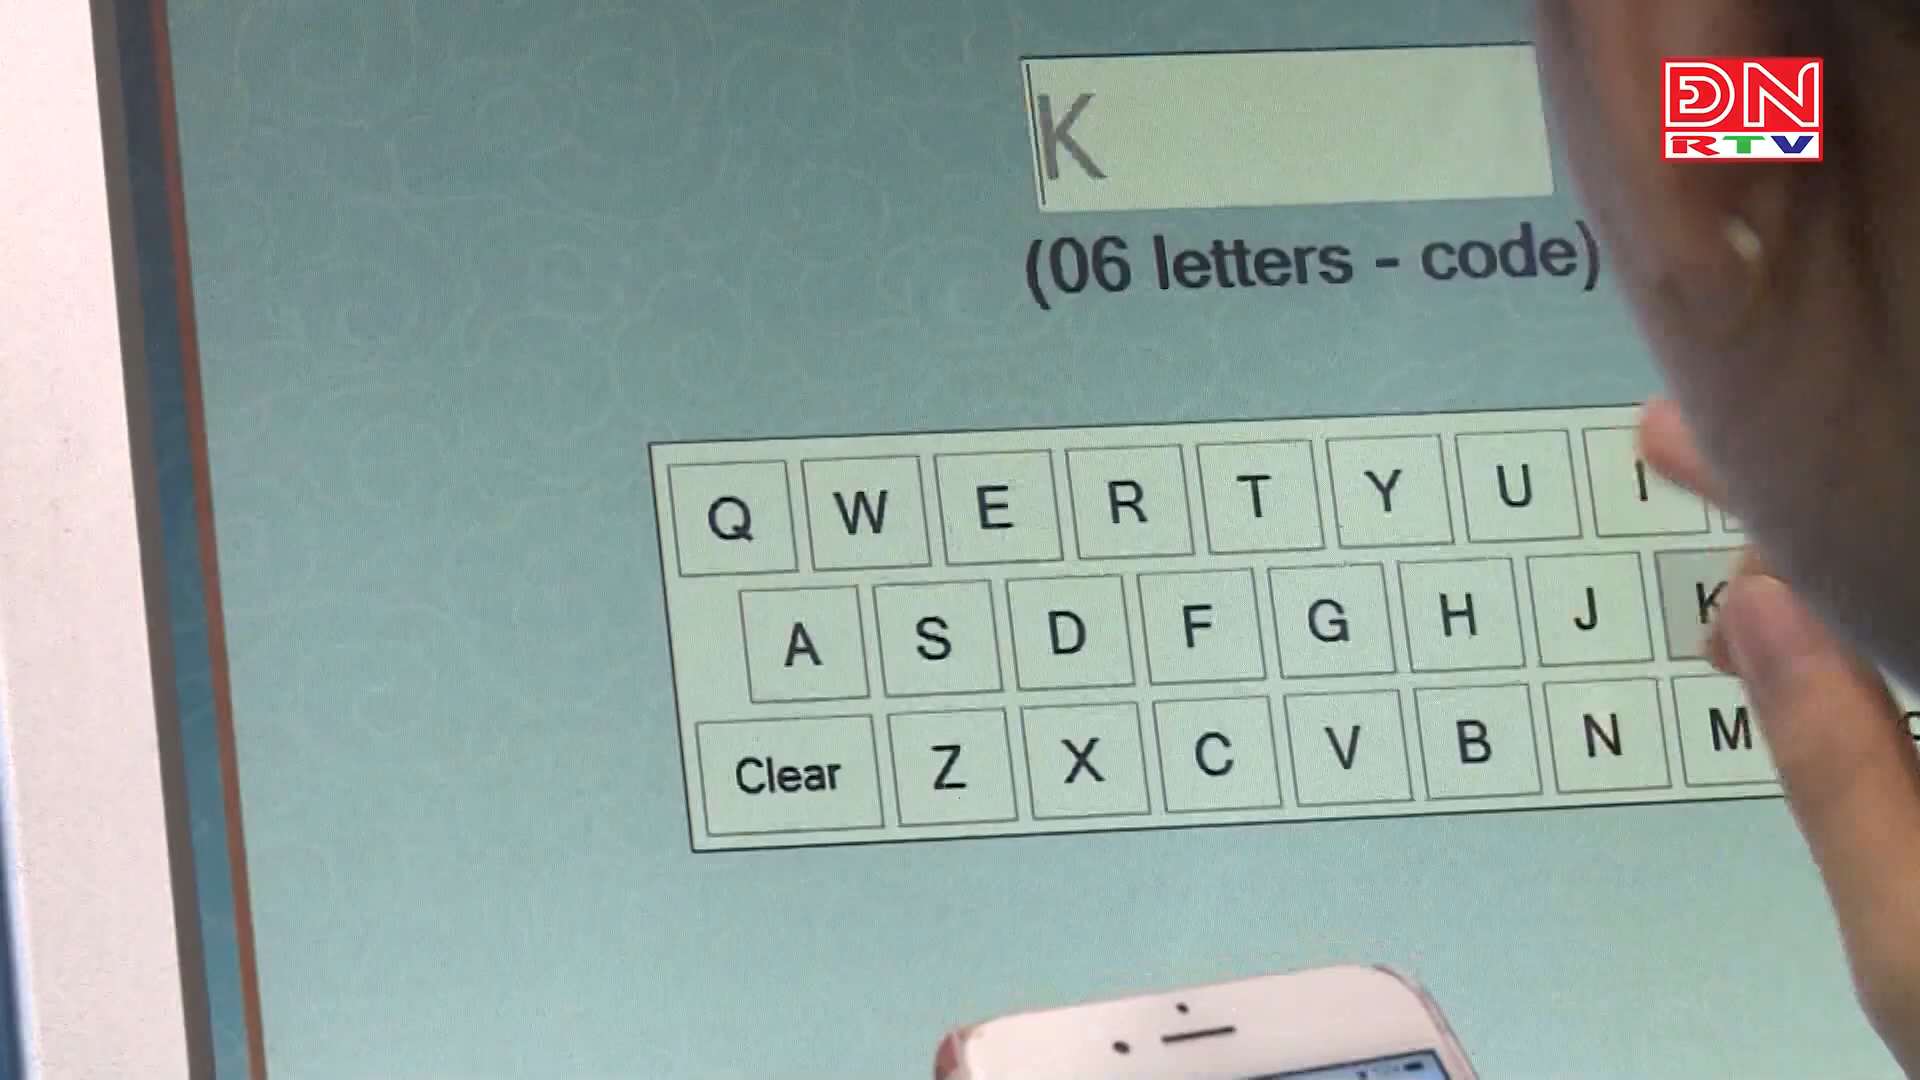 ĐN
RTV
K
(06 letters - code)
Q W E R T Y U I
A S D F G H J K
Clear Z X C V B N M